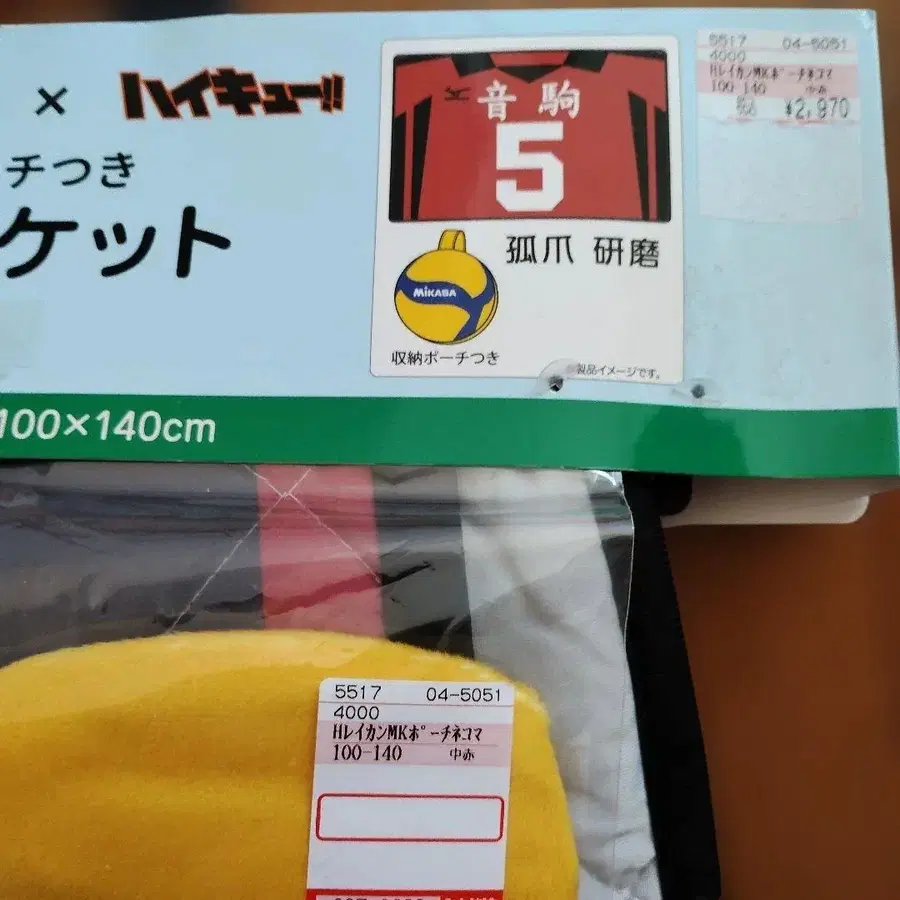 × ハイキュー!!
チつき
ケット
音駒
5
孤爪 研磨
MIKASA
収納ポーチつき
※製品イメージです。
5517 04-5051
4000
HレイカンMKポーチネコマ
100-140 中赤
税込 ¥2,970
100×140cm
5517 04-5051
4000
HレイカンMKポーチネコマ
100-140 中赤